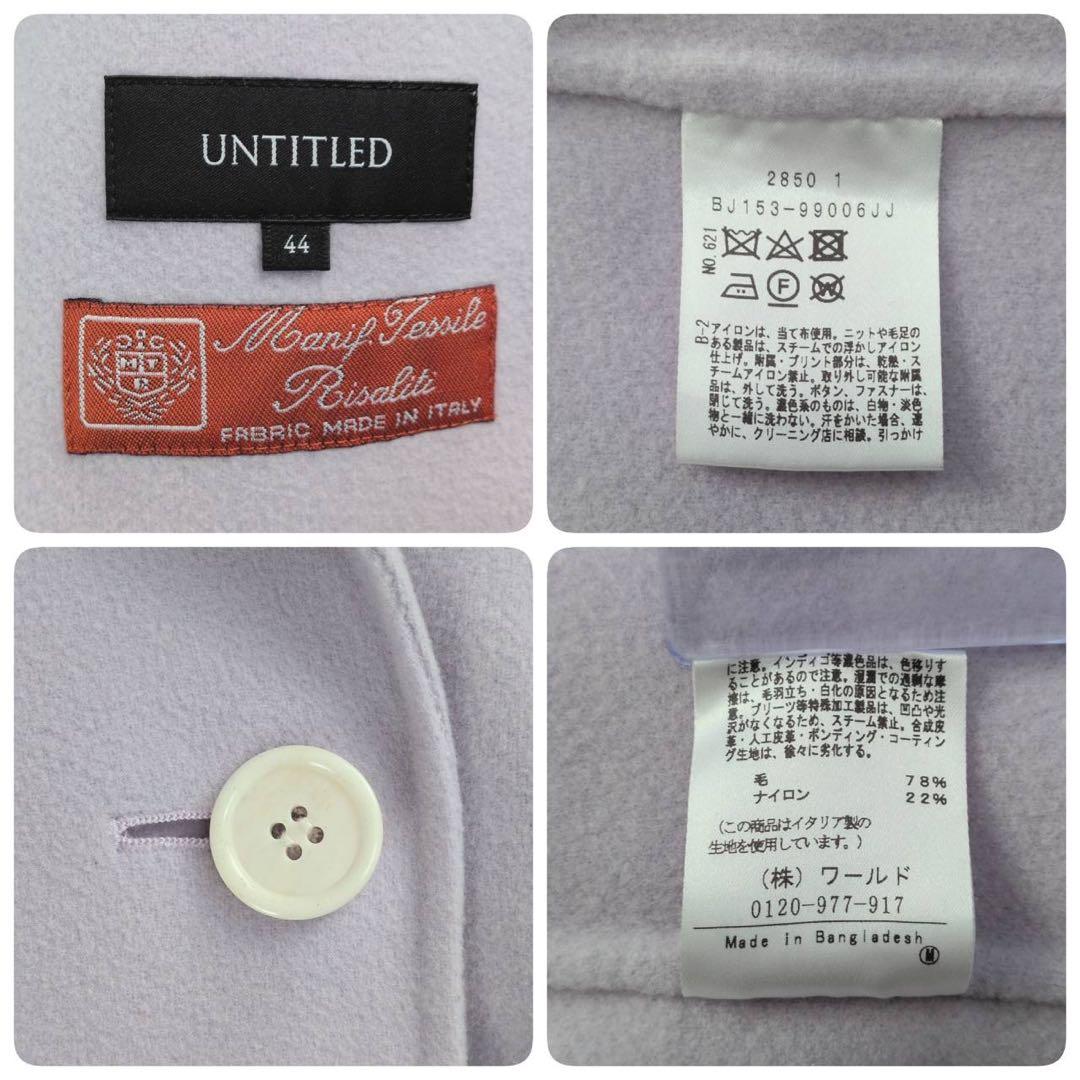 UNTITLED
44
Manif. Tessile
Risaliti
FABRIC MADE IN ITALY
2850 1
BJ153-99006JJ
NO.621
W
F
B-2
アイロンは、当て布使用。ニットや毛足の
ある製品は、スチームでの浮かしアイロン
仕上げ。附属・プリント部分は、乾熱・ス
チームアイロン禁止。取り外し可能な附属
品は、外して洗う。ボタン、ファスナーは、
閉じて洗う。濃色系のものは、白物・淡色
物と一緒に洗わない。汗をかいた場合、速
やかに、クリーニング店に相談。引っかけ
に注意。インディゴ等濃色品は、色移りす
ることがあるので注意。湿潤での過剰な摩
擦は、毛羽立ち・白化の原因となるため注
意。プリーツ等特殊加工製品は、凹凸や光
沢がなくなるため、スチーム禁止。合成皮
革・人工皮革・ボンディング・コーティン
グ生地は、徐々に劣化する。
毛 78%
ナイロン 22%
(この商品はイタリア製の
生地を使用しています。)
(株) ワールド
0120-977-917
Made in Bangladesh
M